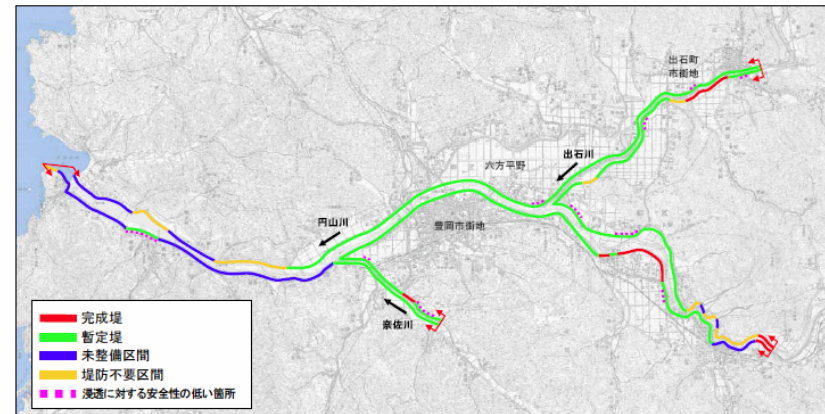 出石町
市街地
出石川
六方平野
円山川
豊岡市街地
奈佐川
完成堤
暫定堤
未整備区間
堤防不要区間
浸透に対する安全性の低い箇所